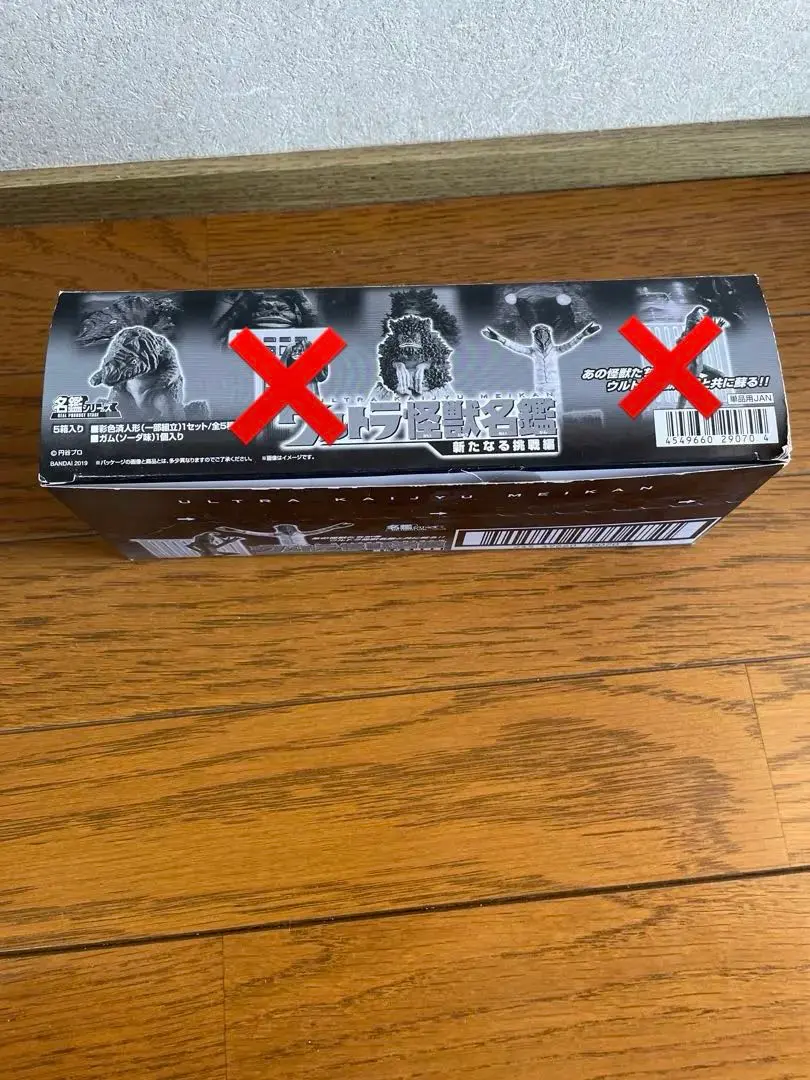 名鑑シリーズ
REAL PRODUCT STAGE
5箱入り ■彩色済人形(一部組立)1セット/全5
■ガム(ソーダ味)1個入り
©円谷プロ
BANDAI 2019 ※パッケージの画像と商品とは、多少異なりますのでご了承ください。 ※画像はイメージです。
ULTRA KAIJYU MEIKAN
ウルトラ怪獣名鑑
新たなる挑戦編
あの怪獣た
ウルト と共に蘇る!!
単品用JAN
4549660 29070 4
ULTRA KAIJYU MEIKAN
名鑑